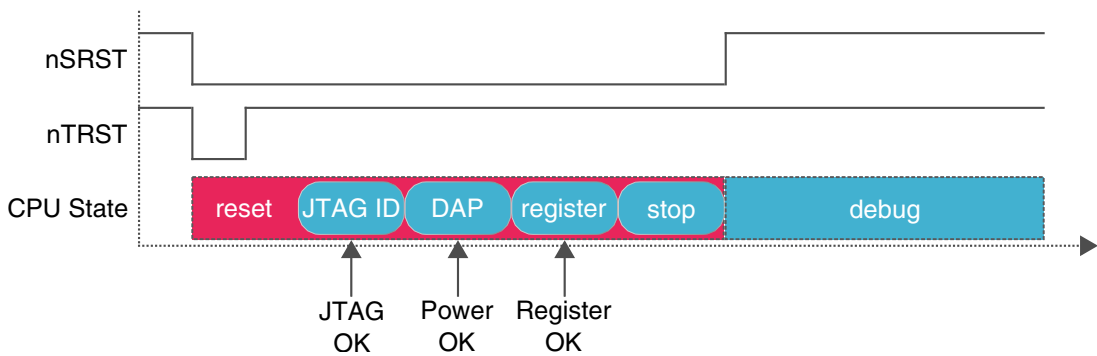 nSRST
nTRST
CPU State
reset JTAG ID DAP register stop debug
JTAG Power Register
OK OK OK